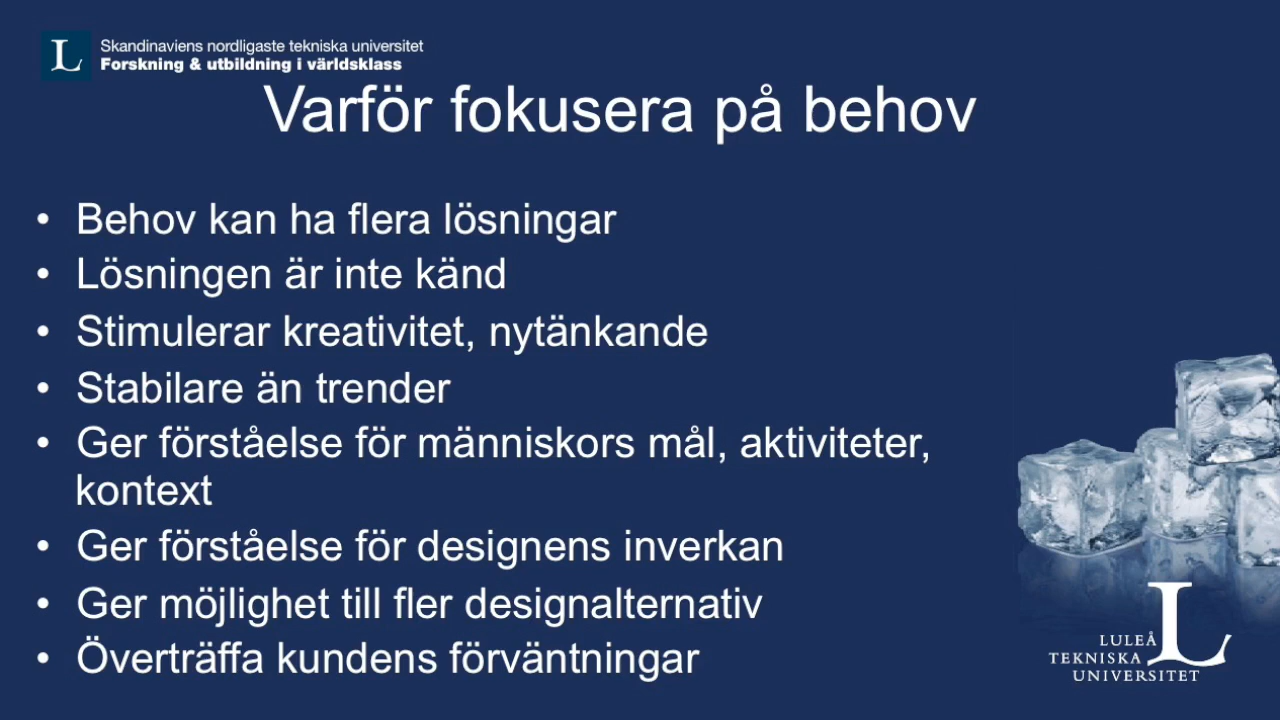 L
Skandinaviens nordligaste tekniska universitet
Forskning & utbildning i världsklass
Varför fokusera på behov
• Behov kan ha flera lösningar
• Lösningen är inte känd
• Stimulerar kreativitet, nytänkande
• Stabilare än trender
• Ger förståelse för människors mål, aktiviteter,
kontext
• Ger förståelse för designens inverkan
• Ger möjlighet till fler designalternativ
• Överträffa kundens förväntningar
L
LULEÅ
TEKNISKA
UNIVERSITET